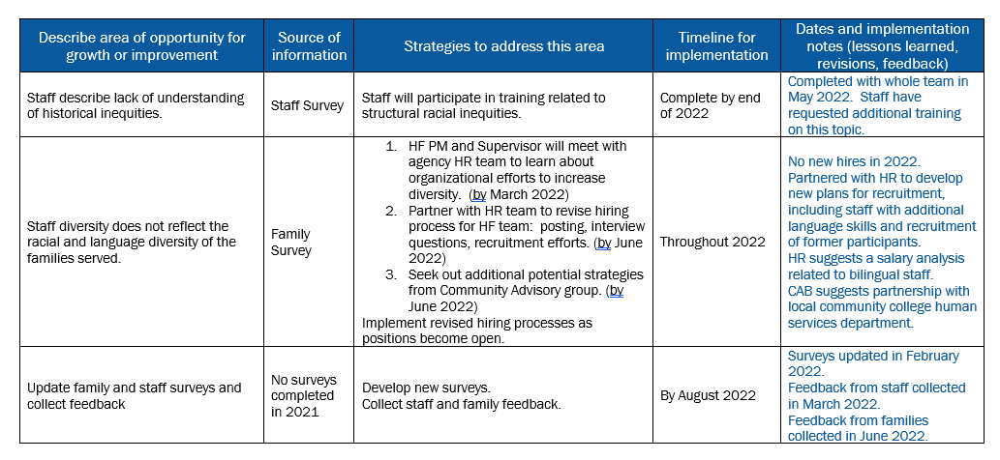 Describe area of opportunity for
growth or improvement
Source of
information
Strategies to address this area
Timeline for
implementation
Dates and implementation
notes (lessons learned,
revisions, feedback)
Staff describe lack of understanding
of historical inequities.
Staff Survey
Staff will participate in training related to
structural racial inequities.
Complete by end
of 2022
Completed with whole team in
May 2022.  Staff have
requested additional training
on this topic.
Staff diversity does not reflect the
racial and language diversity of the
families served.
Family
Survey
1. HF PM and Supervisor will meet with
agency HR team to learn about
organizational efforts to increase
diversity.  (by March 2022)
2. Partner with HR team to revise hiring
process for HF team:  posting, interview
questions, recruitment efforts. (by June
2022)
3. Seek out additional potential strategies
from Community Advisory group. (by
June 2022)
Implement revised hiring processes as
positions become open.
Throughout 2022
No new hires in 2022.
Partnered with HR to develop
new plans for recruitment,
including staff with additional
language skills and recruitment
of former participants.
HR suggests a salary analysis
related to bilingual staff.
CAB suggests partnership with
local community college human
services department.
Update family and staff surveys and
collect feedback
No surveys
completed
in 2021
Develop new surveys.
Collect staff and family feedback.
By August 2022
Surveys updated in February
2022.
Feedback from staff collected
in March 2022.
Feedback from families
collected in June 2022.